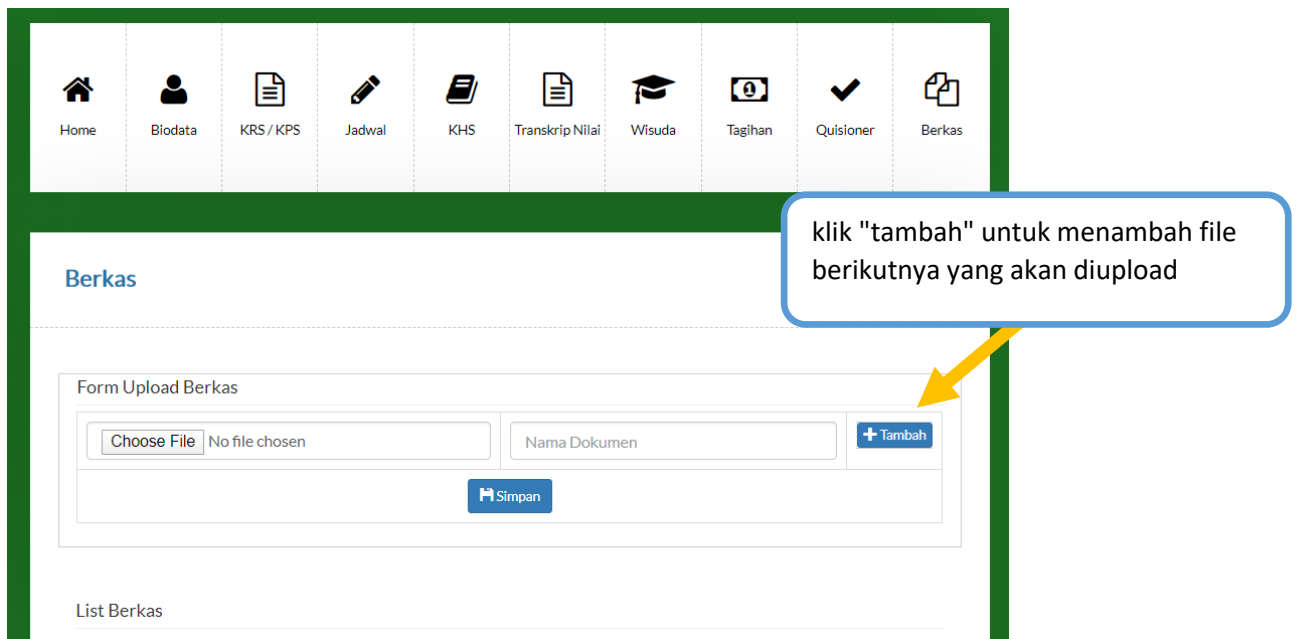 Home Biodata KRS / KPS Jadwal KHS Transkrip Nilai Wisuda Tagihan Quisioner Berkas
klik "tambah" untuk menambah file
berikutnya yang akan diupload
Berkas
Form Upload Berkas
Choose File No file chosen Nama Dokumen Tambah
Simpan
List Berkas